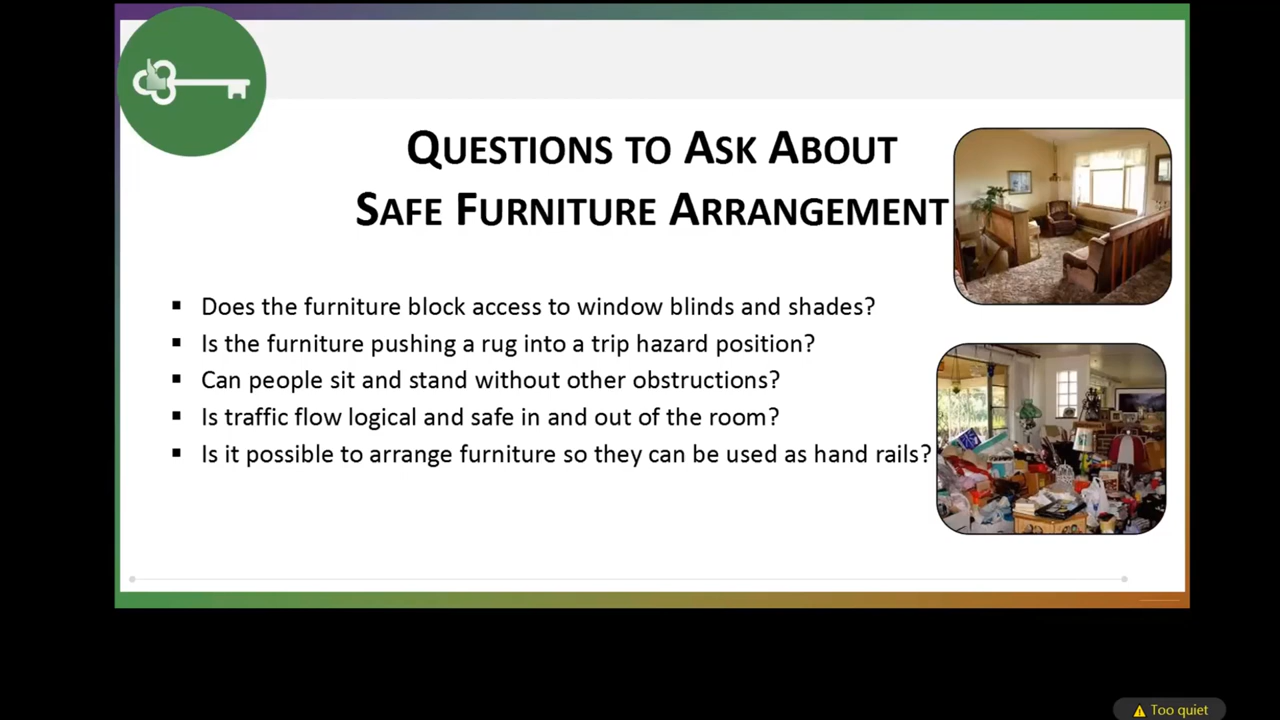 QUESTIONS TO ASK ABOUT
SAFE FURNITURE ARRANGEMENT
▪ Does the furniture block access to window blinds and shades?
▪ Is the furniture pushing a rug into a trip hazard position?
▪ Can people sit and stand without other obstructions?
▪ Is traffic flow logical and safe in and out of the room?
▪ Is it possible to arrange furniture so they can be used as hand rails?
Too quiet